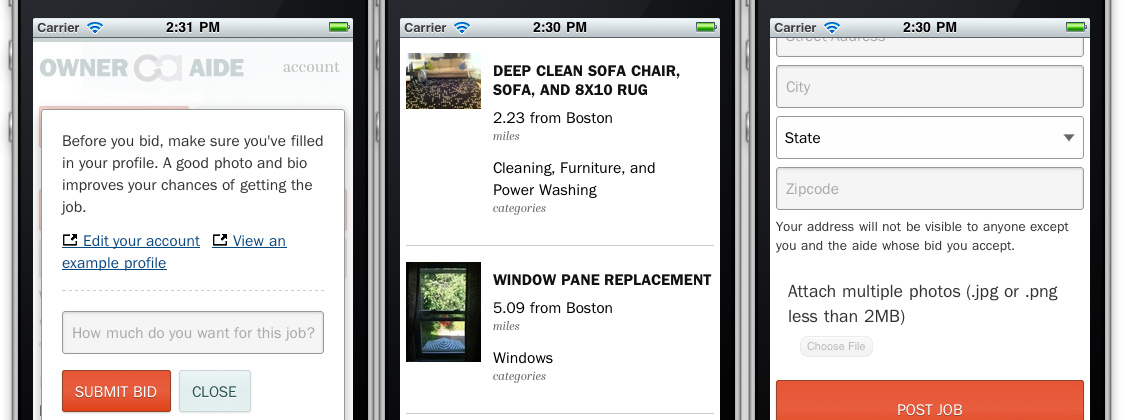 Carrier 2:31 PM
OWNER oa AIDE account
Before you bid, make sure you've filled
in your profile. A good photo and bio
improves your chances of getting the
job.
Edit your account View an
example profile
How much do you want for this job?
SUBMIT BID CLOSE
Carrier 2:30 PM
DEEP CLEAN SOFA CHAIR,
SOFA, AND 8X10 RUG
2.23 from Boston
miles
Cleaning, Furniture, and
Power Washing
categories
WINDOW PANE REPLACEMENT
5.09 from Boston
miles
Windows
categories
Carrier 2:30 PM
Street Address
City
State
Zipcode
Your address will not be visible to anyone except
you and the aide whose bid you accept.
Attach multiple photos (.jpg or .png
less than 2MB)
Choose File
POST JOB